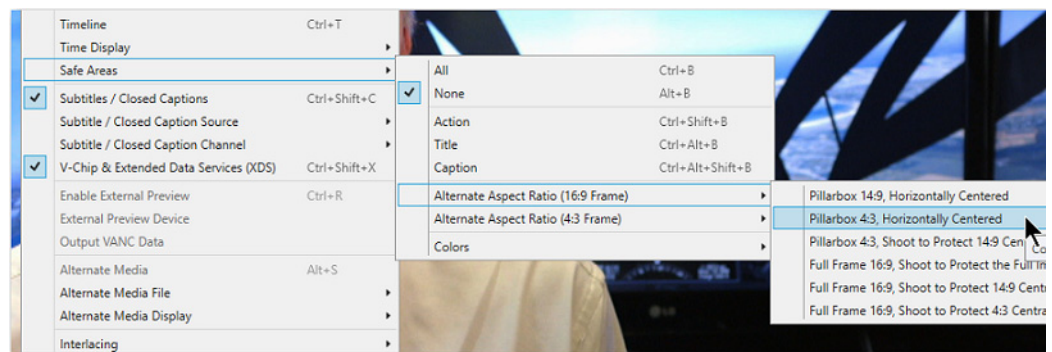 Timeline Ctrl+T
Time Display
Safe Areas
Subtitles / Closed Captions Ctrl+Shift+C
Subtitle / Closed Caption Source
Subtitle / Closed Caption Channel
V-Chip & Extended Data Services (XDS) Ctrl+Shift+X
Enable External Preview Ctrl+R
External Preview Device
Output VANC Data
Alternate Media Alt+S
Alternate Media File
Alternate Media Display
Interlacing
All Ctrl+B
None Alt+B
Action Ctrl+Shift+B
Title Ctrl+Alt+B
Caption Ctrl+Alt+Shift+B
Alternate Aspect Ratio (16:9 Frame)
Alternate Aspect Ratio (4:3 Frame)
Colors
Pillarbox 14:9, Horizontally Centered
Pillarbox 4:3, Horizontally Centered
Pillarbox 4:3, Shoot to Protect 14:9 Cen
Co
Full Frame 16:9, Shoot to Protect the Full Im
Full Frame 16:9, Shoot to Protect 14:9 Centr
Full Frame 16:9, Shoot to Protect 4:3 Centra
LG